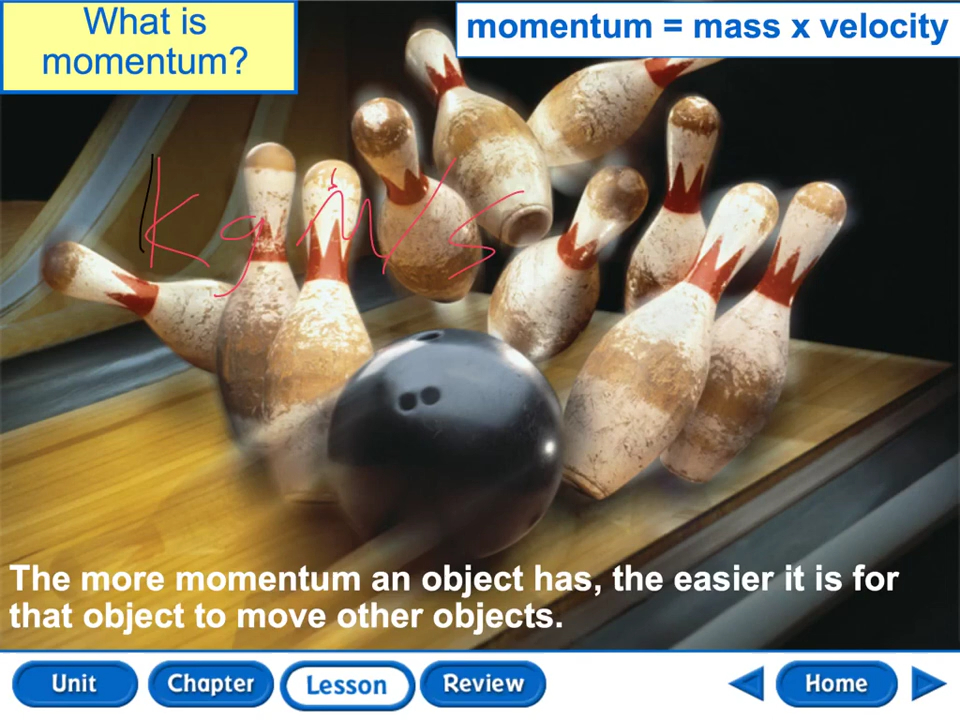 What is
momentum?
momentum = mass x velocity
kg m/s
The more momentum an object has, the easier it is for
that object to move other objects.
Unit
Chapter
Lesson
Review
Home